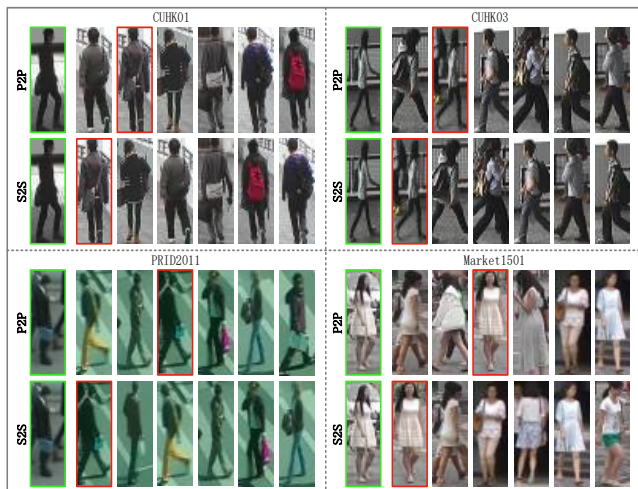 CUHK01
P2P
S2S
CUHK03
P2P
S2S
PRID2011
P2P
S2S
Market1501
P2P
S2S